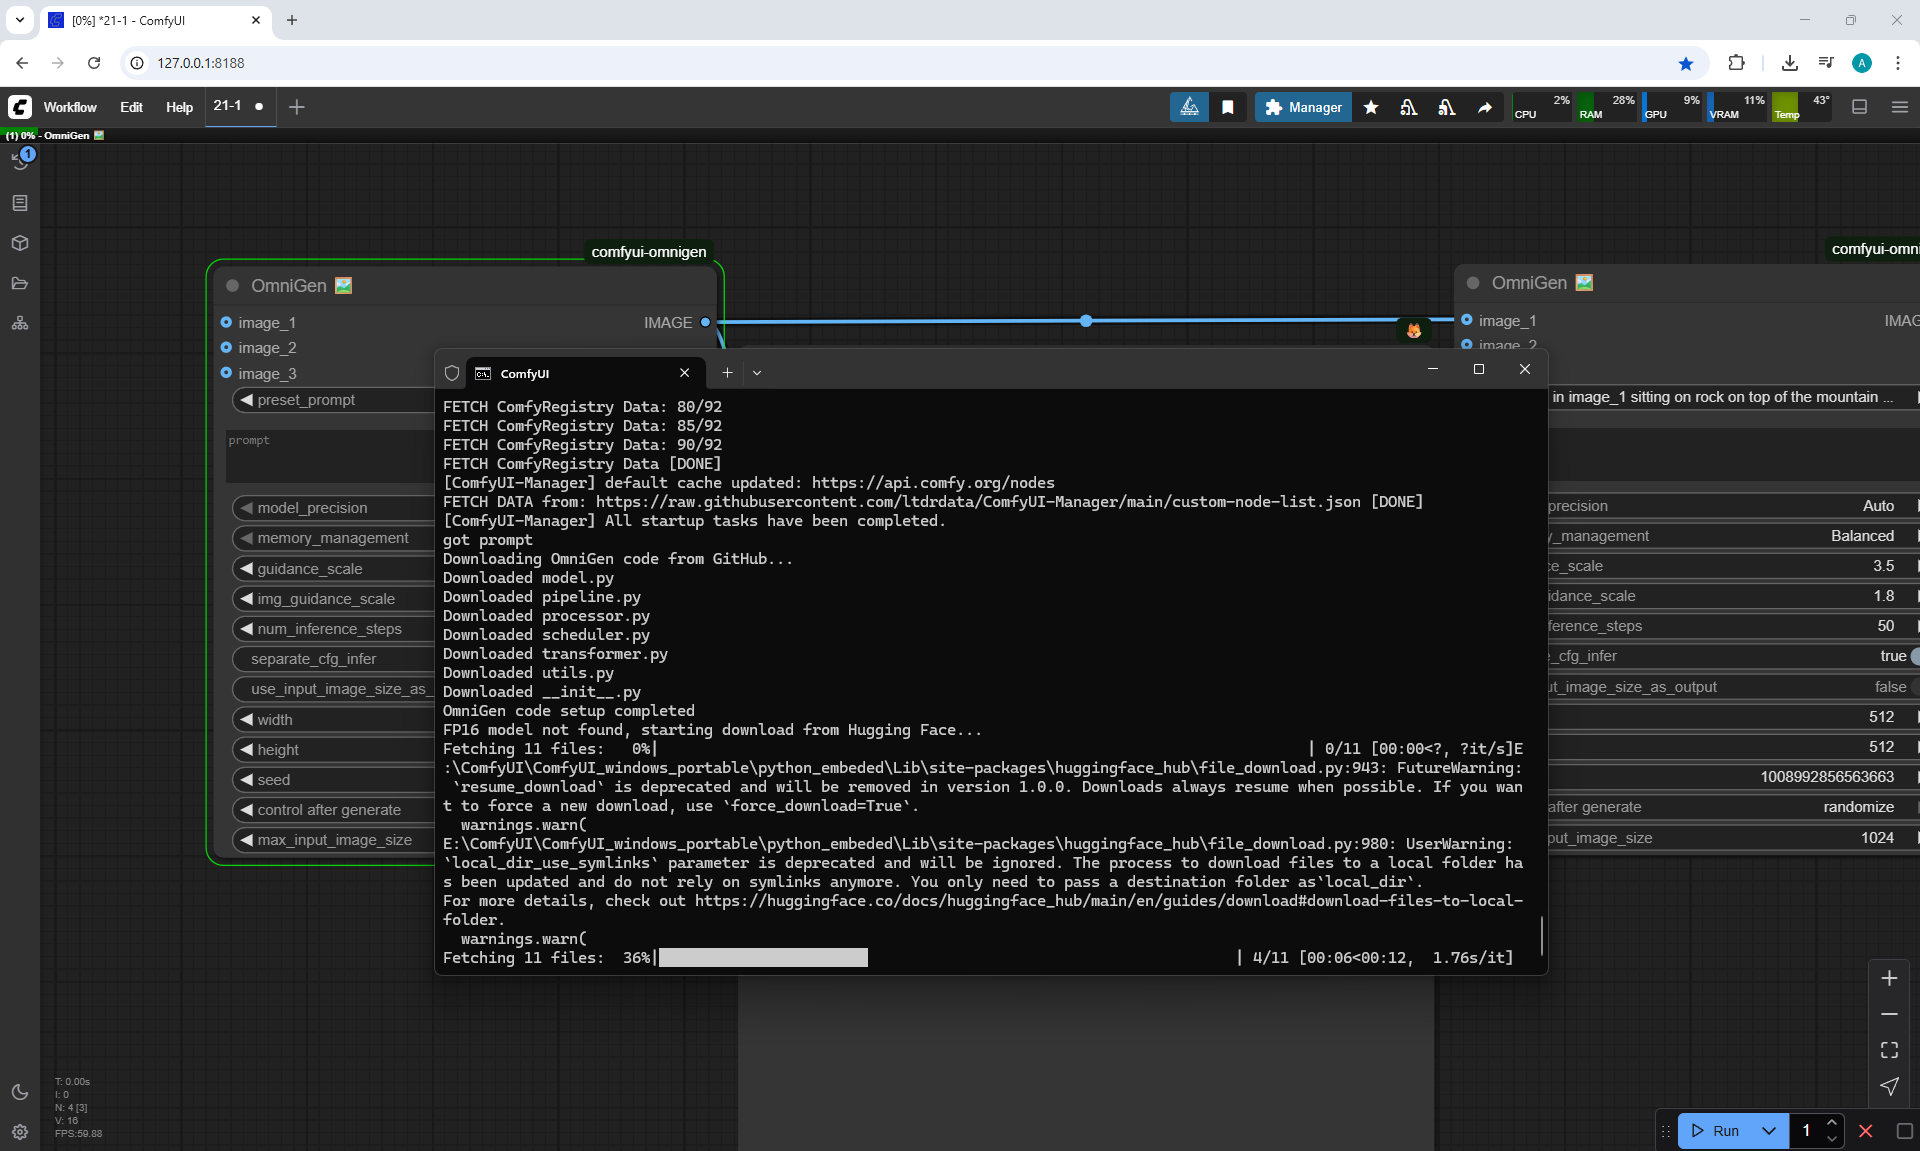 [0%] *21-1 - ComfyUI
127.0.0.1:8188
A
Workflow Edit Help 21-1
Manager
CPU 2% RAM 28% GPU 9% VRAM 11% Temp 43°
(1) 0% - OmniGen
1
comfyui-omnigen
OmniGen
image_1 IMAGE
image_2
image_3
preset_prompt
prompt
model_precision
memory_management
guidance_scale
img_guidance_scale
num_inference_steps
separate_cfg_infer
use_input_image_size_as_
width
height
seed
control after generate
max_input_image_size
ComfyUI
FETCH ComfyRegistry Data: 80/92
FETCH ComfyRegistry Data: 85/92
FETCH ComfyRegistry Data: 90/92
FETCH ComfyRegistry Data [DONE]
[ComfyUI-Manager] default cache updated: https://api.comfy.org/nodes
FETCH DATA from: https://raw.githubusercontent.com/ltdrdata/ComfyUI-Manager/main/custom-node-list.json [DONE]
[ComfyUI-Manager] All startup tasks have been completed.
got prompt
Downloading OmniGen code from GitHub...
Downloaded model.py
Downloaded pipeline.py
Downloaded processor.py
Downloaded scheduler.py
Downloaded transformer.py
Downloaded utils.py
Downloaded __init__.py
OmniGen code setup completed
FP16 model not found, starting download from Hugging Face...
Fetching 11 files:   0%| | 0/11 [00:00<?, ?it/s]E
:\ComfyUI\ComfyUI_windows_portable\python_embeded\Lib\site-packages\huggingface_hub\file_download.py:943: FutureWarning:
`resume_download` is deprecated and will be removed in version 1.0.0. Downloads always resume when possible. If you wan
t to force a new download, use `force_download=True`.
warnings.warn(
E:\ComfyUI\ComfyUI_windows_portable\python_embeded\Lib\site-packages\huggingface_hub\file_download.py:980: UserWarning:
`local_dir_use_symlinks` parameter is deprecated and will be ignored. The process to download files to a local folder ha
s been updated and do not rely on symlinks anymore. You only need to pass a destination folder as`local_dir`.
For more details, check out https://huggingface.co/docs/huggingface_hub/main/en/guides/download#download-files-to-local-
folder.
warnings.warn(
Fetching 11 files:  36%| | 4/11 [00:06<00:12,  1.76s/it]
comfyui-omni
OmniGen
image_1 IMAG
image_2
in image_1 sitting on rock on top of the mountain ...
precision Auto
y_management Balanced
ce_scale 3.5
idance_scale 1.8
ference_steps 50
e_cfg_infer true
ut_image_size_as_output false
512
512
1008992856563663
after generate randomize
put_image_size 1024
T: 0.00s
I: 0
N: 4 [3]
V: 16
FPS:59.88
Run 1